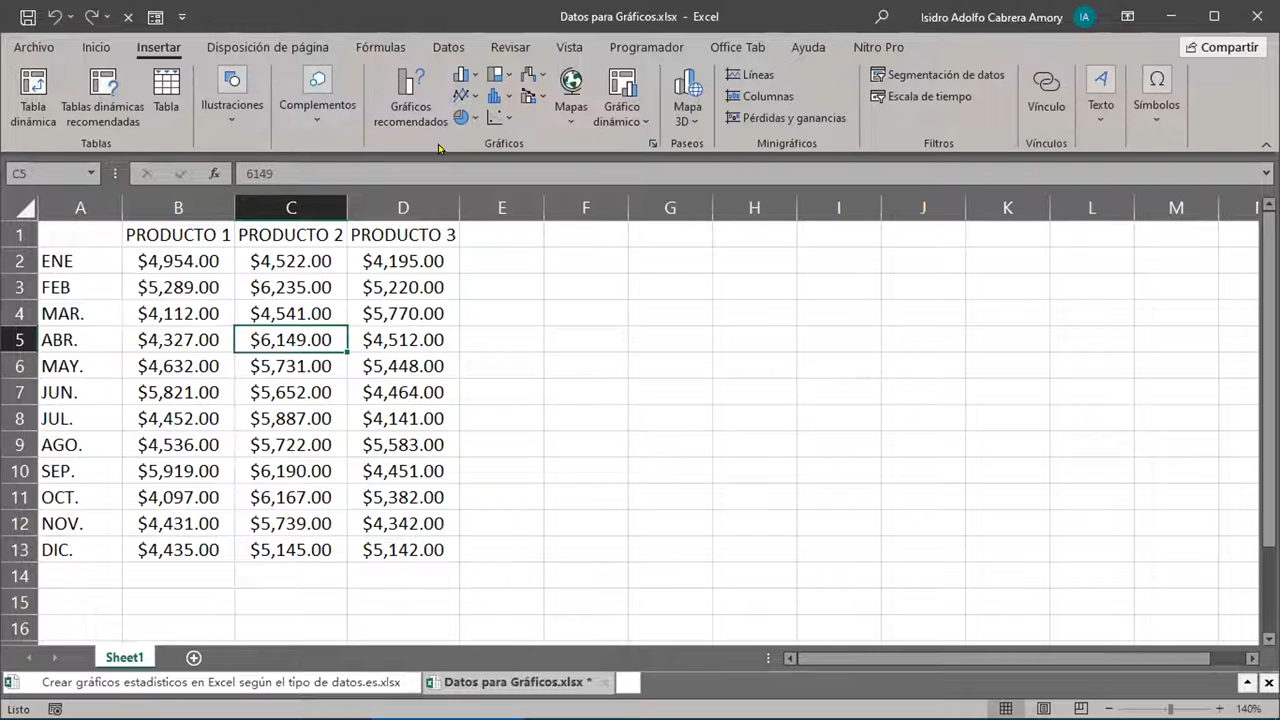 Datos para Gráficos.xlsx - Excel
Isidro Adolfo Cabrera Amory
IA
Archivo Inicio Insertar Disposición de página Fórmulas Datos Revisar Vista Programador Office Tab Ayuda Nitro Pro Compartir
Tabla dinámica
Tablas dinámicas recomendadas
Tabla
Ilustraciones
Complementos
Gráficos recomendados
Mapas
Gráfico dinámico
Mapa 3D
Líneas
Columnas
Pérdidas y ganancias
Segmentación de datos
Escala de tiempo
Vínculo
Texto
Símbolos
Tablas Gráficos Paseos Minigráficos Filtros Vínculos
C5 fx 6149
A B C D E F G H I J K L M
1 PRODUCTO 1 PRODUCTO 2 PRODUCTO 3
2 ENE $4,954.00 $4,522.00 $4,195.00
3 FEB $5,289.00 $6,235.00 $5,220.00
4 MAR. $4,112.00 $4,541.00 $5,770.00
5 ABR. $4,327.00 $6,149.00 $4,512.00
6 MAY. $4,632.00 $5,731.00 $5,448.00
7 JUN. $5,821.00 $5,652.00 $4,464.00
8 JUL. $4,452.00 $5,887.00 $4,141.00
9 AGO. $4,536.00 $5,722.00 $5,583.00
10 SEP. $5,919.00 $6,190.00 $4,451.00
11 OCT. $4,097.00 $6,167.00 $5,382.00
12 NOV. $4,431.00 $5,739.00 $4,342.00
13 DIC. $4,435.00 $5,145.00 $5,142.00
14
15
16
Sheet1
Crear gráficos estadísticos en Excel según el tipo de datos.es.xlsx Datos para Gráficos.xlsx *
Listo 140%